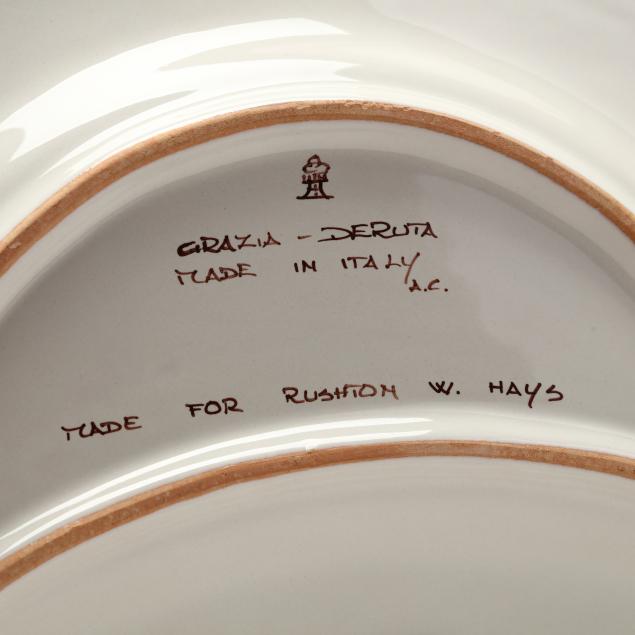 GRAZIA - DERUTA
MADE IN ITALY
A.C.
MADE FOR RUSHTON W. HAYS